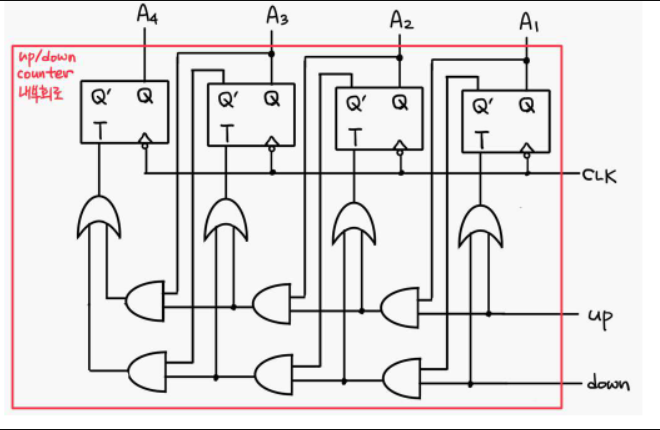 A4 A3 A2 A1
up/down
counter
내부회로
Q' Q Q' Q Q' Q Q' Q
T T T T
CLK
up
down